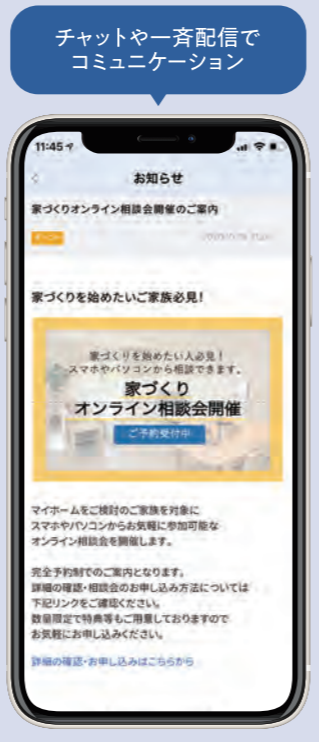 チャットや一斉配信で
コミュニケーション
11:45
お知らせ
家づくりオンライン相談会開催のご案内
家づくりを始めたいご家族必見!
家づくりを始めたい人必見!
スマホやパソコンから相談できます。
家づくり
オンライン相談会開催
ご予約受付中
マイホームをご検討のご家族を対象に
スマホやパソコンからお気軽に参加可能な
オンライン相談会を開催します。
完全予約制でのご案内となります。
詳細の確認・相談会のお申し込み方法については
下記リンクをご確認ください。
数量限定で特典等もご用意しておりますので
お気軽にお申し込みください。
詳細の確認・お申し込みはこちらから